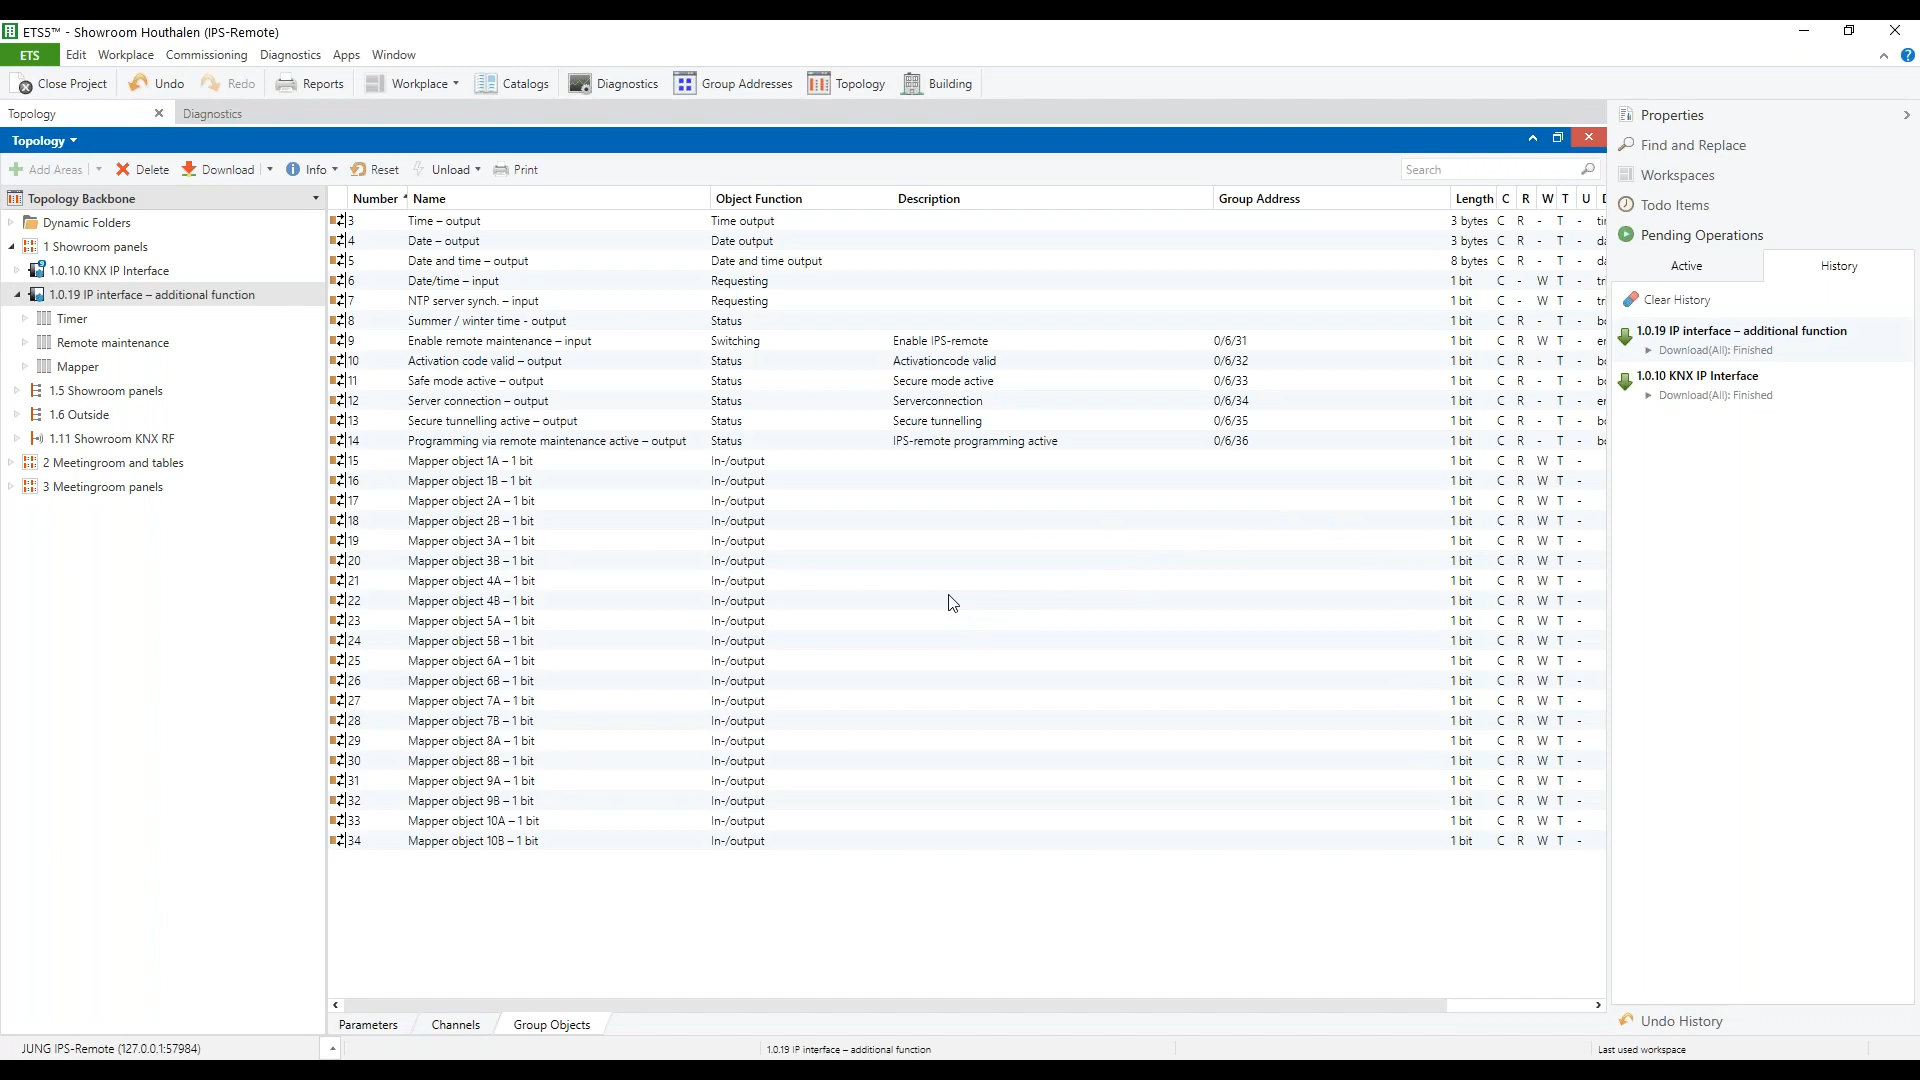 ETS5™ - Showroom Houthalen (IPS-Remote)
ETS Edit Workplace Commissioning Diagnostics Apps Window
Close Project Undo Redo Reports Workplace Catalogs Diagnostics Group Addresses Topology Building
Topology Diagnostics
Topology
Add Areas Delete Download Info Reset Unload Print Search
Topology Backbone
Dynamic Folders
1 Showroom panels
1.0.10 KNX IP Interface
1.0.19 IP interface – additional function
Timer
Remote maintenance
Mapper
1.5 Showroom panels
1.6 Outside
1.11 Showroom KNX RF
2 Meetingroom and tables
3 Meetingroom panels
Number Name Object Function Description Group Address Length C R W T U
3 Time – output Time output 3 bytes C R - T - tir
4 Date – output Date output 3 bytes C R - T - da
5 Date and time – output Date and time output 8 bytes C R - T - da
6 Date/time – input Requesting 1 bit C - W T - tr
7 NTP server synch. – input Requesting 1 bit C - W T - tr
8 Summer / winter time - output Status 1 bit C R - T - bo
9 Enable remote maintenance – input Switching Enable IPS-remote 0/6/31 1 bit C R W T - er
10 Activation code valid – output Status Activationcode valid 0/6/32 1 bit C R - T - bo
11 Safe mode active – output Status Secure mode active 0/6/33 1 bit C R - T - bo
12 Server connection – output Status Serverconnection 0/6/34 1 bit C R - T - er
13 Secure tunnelling active – output Status Secure tunnelling 0/6/35 1 bit C R - T - bo
14 Programming via remote maintenance active – output Status IPS-remote programming active 0/6/36 1 bit C R - T - bo
15 Mapper object 1A – 1 bit In-/output 1 bit C R W T -
16 Mapper object 1B – 1 bit In-/output 1 bit C R W T -
17 Mapper object 2A – 1 bit In-/output 1 bit C R W T -
18 Mapper object 2B – 1 bit In-/output 1 bit C R W T -
19 Mapper object 3A – 1 bit In-/output 1 bit C R W T -
20 Mapper object 3B – 1 bit In-/output 1 bit C R W T -
21 Mapper object 4A – 1 bit In-/output 1 bit C R W T -
22 Mapper object 4B – 1 bit In-/output 1 bit C R W T -
23 Mapper object 5A – 1 bit In-/output 1 bit C R W T -
24 Mapper object 5B – 1 bit In-/output 1 bit C R W T -
25 Mapper object 6A – 1 bit In-/output 1 bit C R W T -
26 Mapper object 6B – 1 bit In-/output 1 bit C R W T -
27 Mapper object 7A – 1 bit In-/output 1 bit C R W T -
28 Mapper object 7B – 1 bit In-/output 1 bit C R W T -
29 Mapper object 8A – 1 bit In-/output 1 bit C R W T -
30 Mapper object 8B – 1 bit In-/output 1 bit C R W T -
31 Mapper object 9A – 1 bit In-/output 1 bit C R W T -
32 Mapper object 9B – 1 bit In-/output 1 bit C R W T -
33 Mapper object 10A – 1 bit In-/output 1 bit C R W T -
34 Mapper object 10B – 1 bit In-/output 1 bit C R W T -
Parameters Channels Group Objects
Properties
Find and Replace
Workspaces
Todo Items
Pending Operations
Active History
Clear History
1.0.19 IP interface – additional function
Download(All): Finished
1.0.10 KNX IP Interface
Download(All): Finished
Undo History
JUNG IPS-Remote (127.0.0.1:57984) 1.0.19 IP interface – additional function Last used workspace